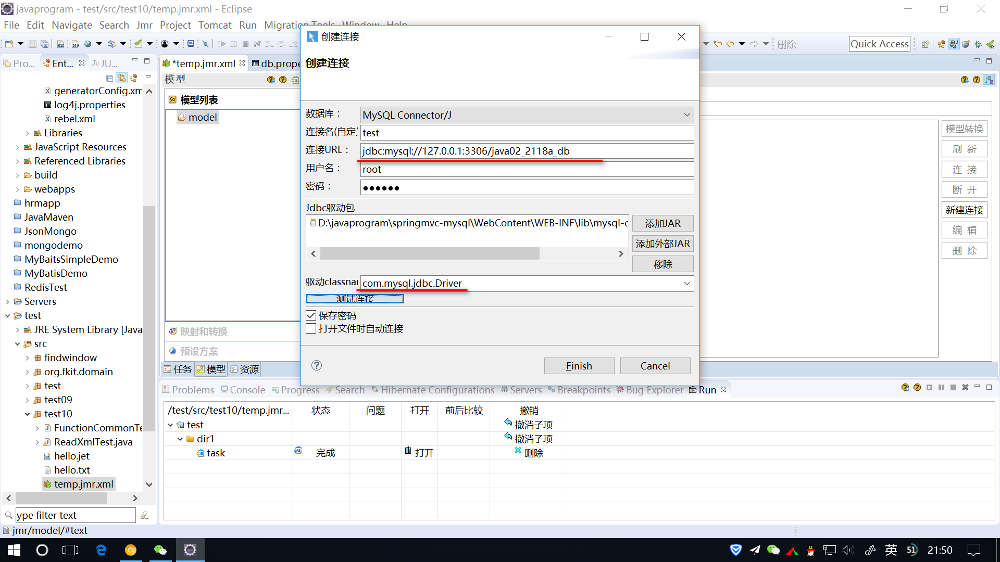 javaprogram - test/src/test10/temp.jmr.xml - Eclipse
File Edit Navigate Search Jmr Project Tomcat Run Migration Tools Window Help
删除
Quick Access
Pro...
Ent...
JU...
*temp.jmr.xml
db.prope
模型
generatorConfig.xm
log4j.properties
rebel.xml
Libraries
JavaScript Resources
Referenced Libraries
build
webapps
hrmapp
JavaMaven
JsonMongo
mongodemo
MyBaitsSimpleDemo
MyBatisDemo
RedisTest
Servers
test
JRE System Library [Java
src
findwindow
org.fkit.domain
test
test09
test10
FunctionCommonTe
ReadXmlTest.java
hello.jet
hello.txt
temp.jmr.xml
ype filter text
jmr/model/#text
模型列表
model
映射和转换
预设方案
任务
模型
资源
创建连接
创建连接
数据库：
MySQL Connector/J
连接名(自定
test
连接URL：
jdbc:mysql://127.0.0.1:3306/java02_2118a_db
用户名：
root
密码：
●●●●●●
Jdbc驱动包
D:\javaprogram\springmvc-mysql\WebContent\WEB-INF\lib\mysql-c
添加JAR
添加外部JAR
移除
驱动classnar
com.mysql.jdbc.Driver
测试连接
保存密码
打开文件时自动连接
Finish
Cancel
模型转换
刷 新
连 接
断 开
新建连接
编 辑
删 除
Problems
Console
Progress
Search
Hibernate Configurations
Servers
Breakpoints
Bug Explorer
Run
/test/src/test10/temp.jmr... 状态 问题 打开 前后比较 撤销
test 撤消子项
dir1 撤消子项
task 完成 打开 删除
英
51
21:50